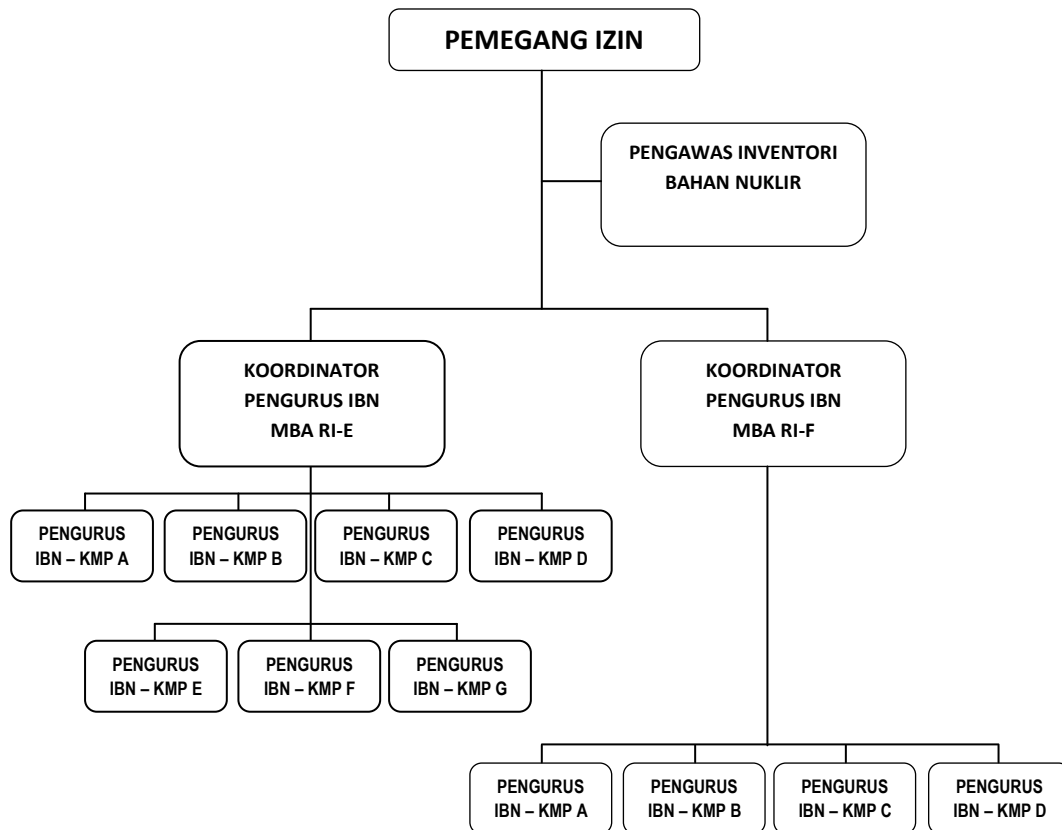 PEMEGANG IZIN
PENGAWAS INVENTORI
BAHAN NUKLIR
KOORDINATOR
PENGURUS IBN
MBA RI-E
KOORDINATOR
PENGURUS IBN
MBA RI-F
PENGURUS
IBN – KMP A
PENGURUS
IBN – KMP B
PENGURUS
IBN – KMP C
PENGURUS
IBN – KMP D
PENGURUS
IBN – KMP E
PENGURUS
IBN – KMP F
PENGURUS
IBN – KMP G
PENGURUS
IBN – KMP A
PENGURUS
IBN – KMP B
PENGURUS
IBN – KMP C
PENGURUS
IBN – KMP D